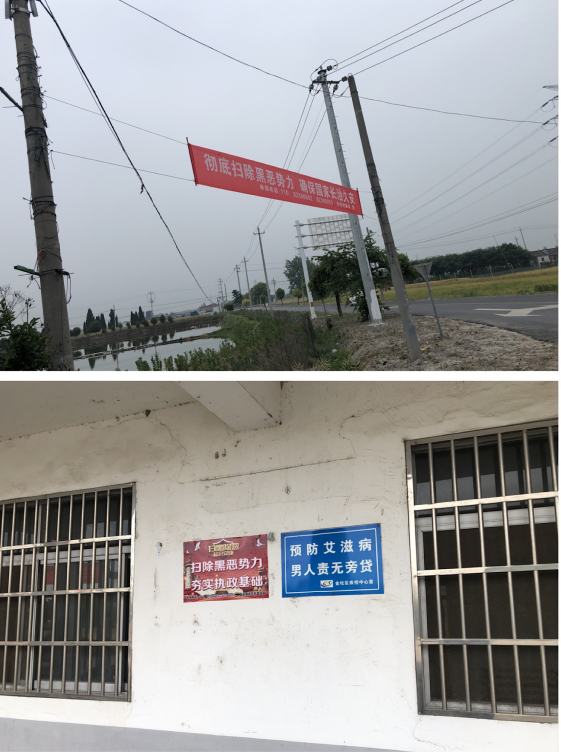 彻底扫除黑恶势力 确保国家长治久安
扫除黑恶势力
夯实执政基础
预防艾滋病
男人责无旁贷